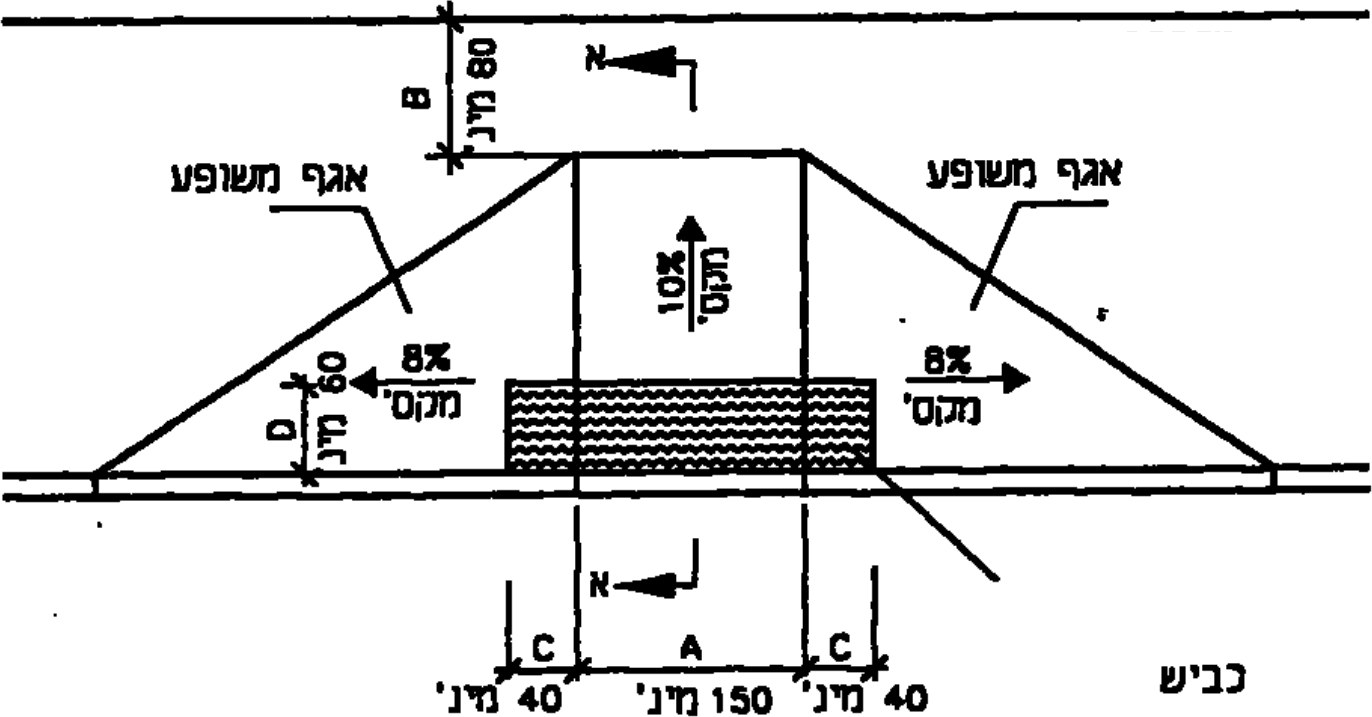 א
B
80 מינ'
אגף משופע
אגף משופע
10%
מקס'
8%
מקס'
8%
מקס'
D
60 מינ'
א
C
A
C
40 מינ'
150 מינ'
40 מינ'
כביש